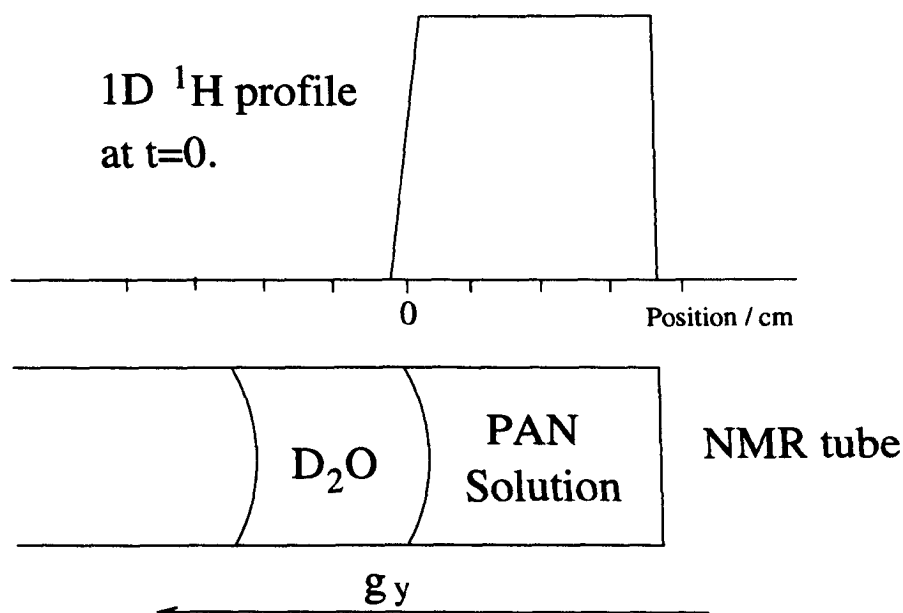 1D ¹H profile
at t=0.
0
Position / cm
D₂O
PAN
Solution
NMR tube
g y